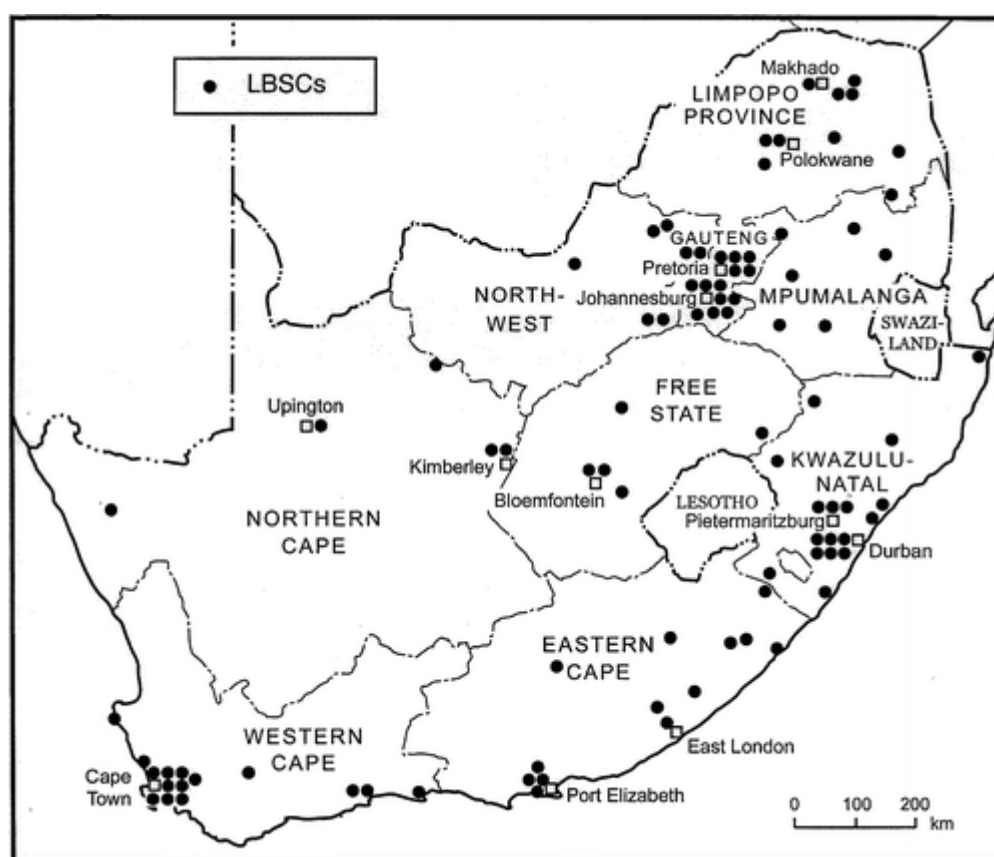 LBSCs
Makhado
LIMPOPO
PROVINCE
Polokwane
GAUTENG
Pretoria
Johannesburg
NORTH-
WEST
MPUMALANGA
SWAZI-
LAND
FREE
STATE
Upington
Kimberley
Bloemfontein
KWAZULU-
NATAL
LESOTHO
Pietermaritzburg
Durban
NORTHERN
CAPE
EASTERN
CAPE
WESTERN
CAPE
East London
Cape
Town
Port Elizabeth
0 100 200
km